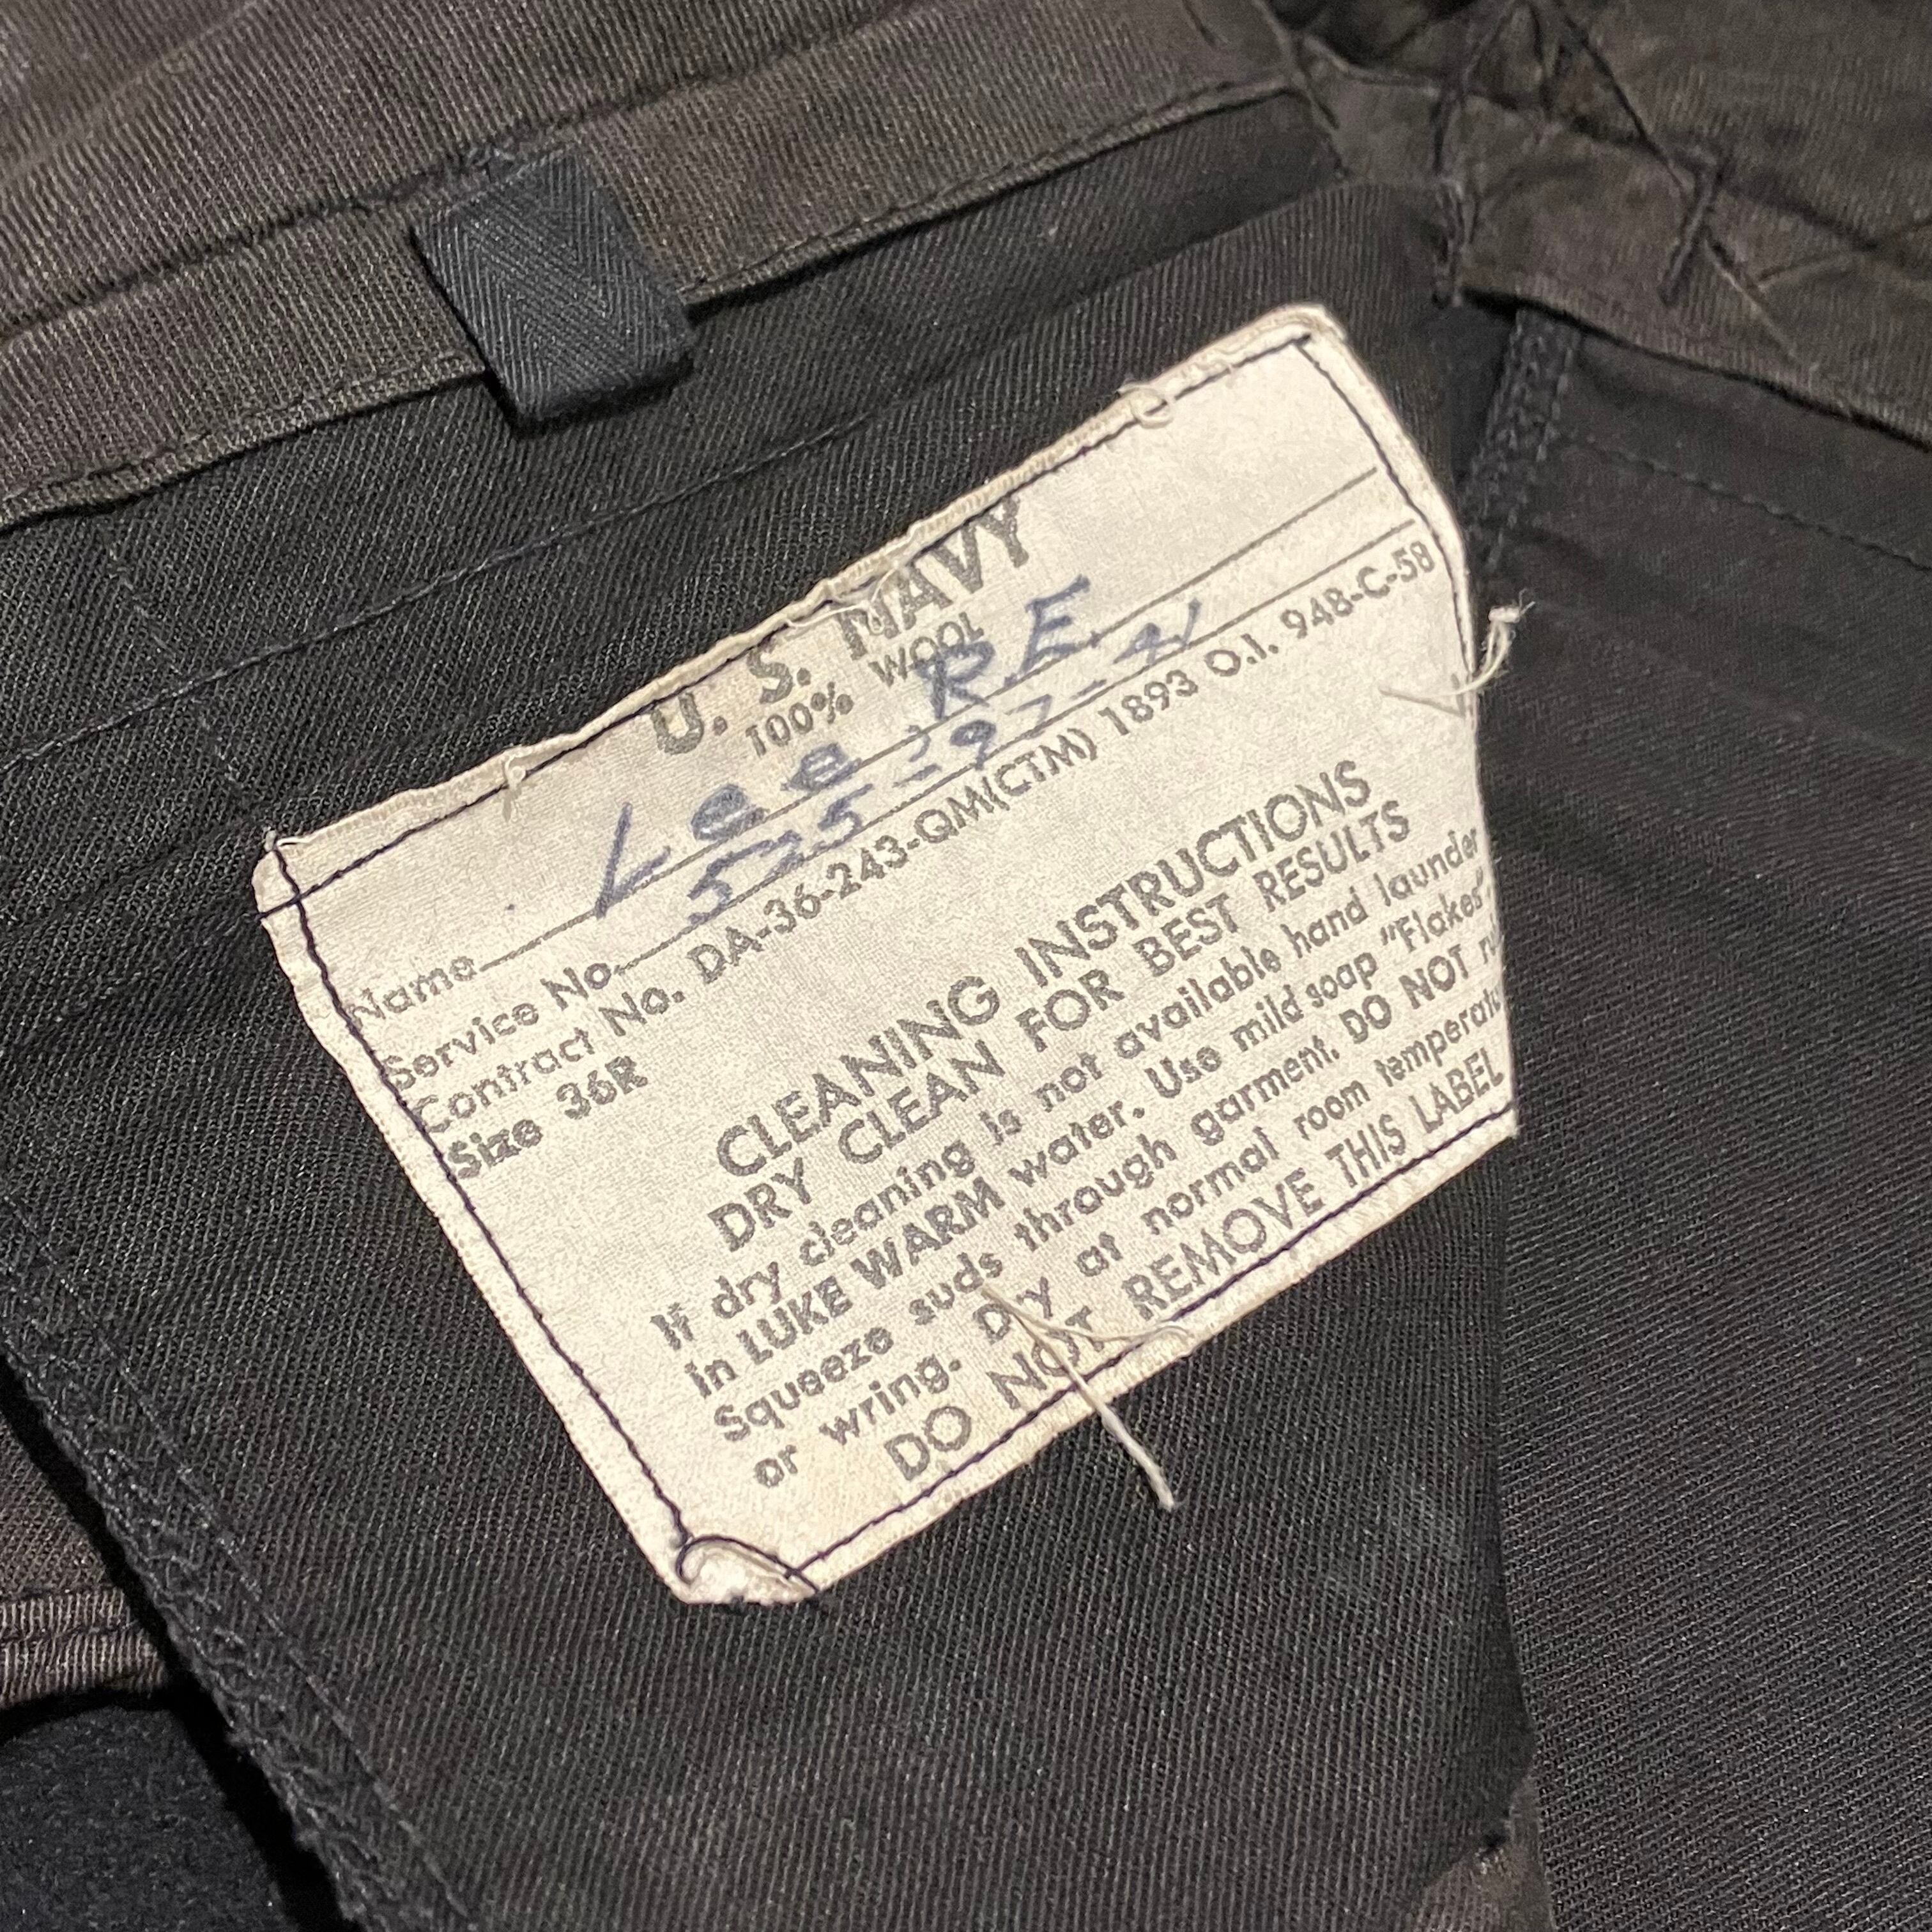 U. S. NAVY
100% WOOL
Name Lee R.E.
Service No. 525-97-41
Contract No. DA-36-243-QM(CTM) 1893 O.I. 948-C-58
Size 36R
CLEANING INSTRUCTIONS
DRY CLEAN FOR BEST RESULTS
If dry cleaning is not available hand launder
in LUKE WARM water. Use mild soap "Flakes".
Squeeze suds through garment. DO NOT
or wring. Dry at normal room
DO NOT REMOVE THIS LABEL